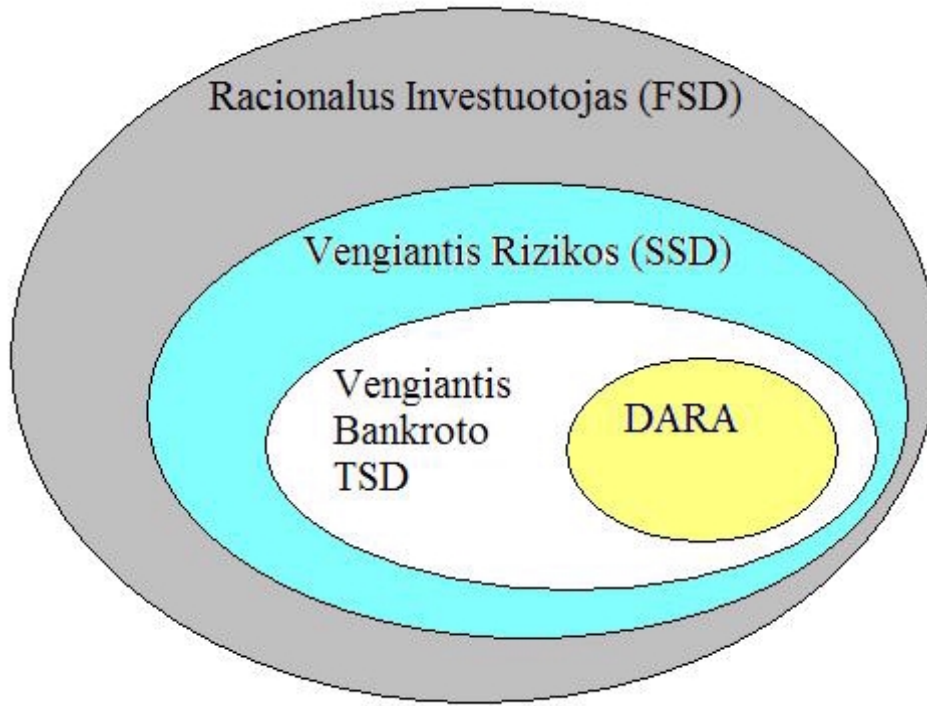 Racionalus Investuotojas (FSD)
Vengiantis Rizikos (SSD)
Vengiantis
Bankroto
TSD
DARA